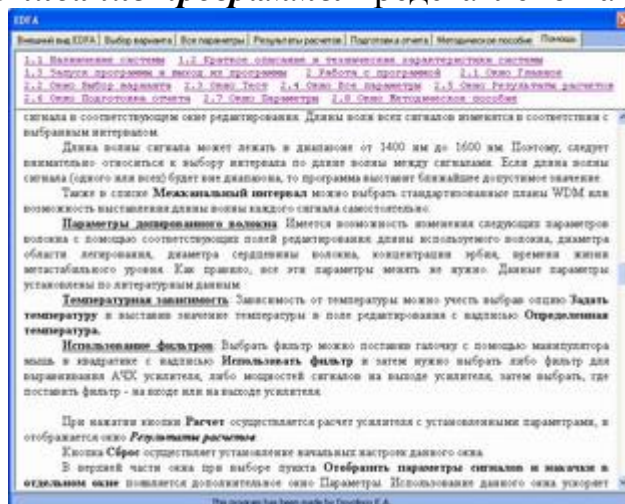 EDFA
Внешний вид EDFA Выбор варианта Все параметры Результаты расчетов Подготовка отчета Методическое пособие Помощь
1.1 Назначение системы 1.2 Краткое описание и технические характеристики системы
1.3 Запуск программы и выход из программы 2 Работа с программой 2.1 Окно Главное
2.2 Окно Выбор варианта 2.3 Окно Тест 2.4 Окно Все параметры 2.5 Окно Результаты расчетов
2.6 Окно Подготовка отчета 2.7 Окно Параметры 2.8 Окно Методическое пособие
сигнала в соответствующем окне редактирования. Длины волн всех сигналов изменятся в соответствии с
выбранным интервалом.
Длина волны сигнала может лежать в диапазоне от 1400 нм до 1600 нм. Поэтому, следует
внимательно относиться к выбору интервала по длине волны между сигналами. Если длина волны
сигнала (одного или всех) будет вне диапазона, то программа выставит ближайшее допустимое значение.
Также в списке Межканальный интервал можно выбрать стандартизованные планы WDM или
возможность выставления длины волны каждого сигнала самостоятельно.
Параметры допированного волокна. Имеется возможность изменения следующих параметров
волокна с помощью соответствующих полей редактирования: длины используемого волокна, диаметра
области легирования, диаметра сердцевины волокна, концентрации эрбия, времени жизни
метастабильного уровня. Как правило, все эти параметры менять не нужно. Данные параметры
установлены по литературным данным.
Температурная зависимость. Зависимость от температуры можно учесть выбрав опцию Задать
температуру и выставив значение температуры в поле редактирования с надписью Определенная
температура.
Использование фильтров. Выбрать фильтр можно поставив галочку с помощью манипулятора
мышь в квадратике с надписью Использовать фильтр и затем нужно выбрать либо фильтр для
выравнивания АЧХ усилителя, либо мощностей сигналов на выходе усилителя, затем выбрать, где
поставить фильтр - на входе или на выходе усилителя.
При нажатии кнопки Расчет осуществляется расчет усилителя с установленными параметрами, и
отображается окно Результаты расчетов.
Кнопка Сброс осуществляет установление начальных настроек данного окна.
В верхней части окна при выборе пункта Отобразить параметры сигналов и накачки в
отдельном окне появляется дополнительное окно Параметры. Использование данного окна ускоряет
This program has been made by